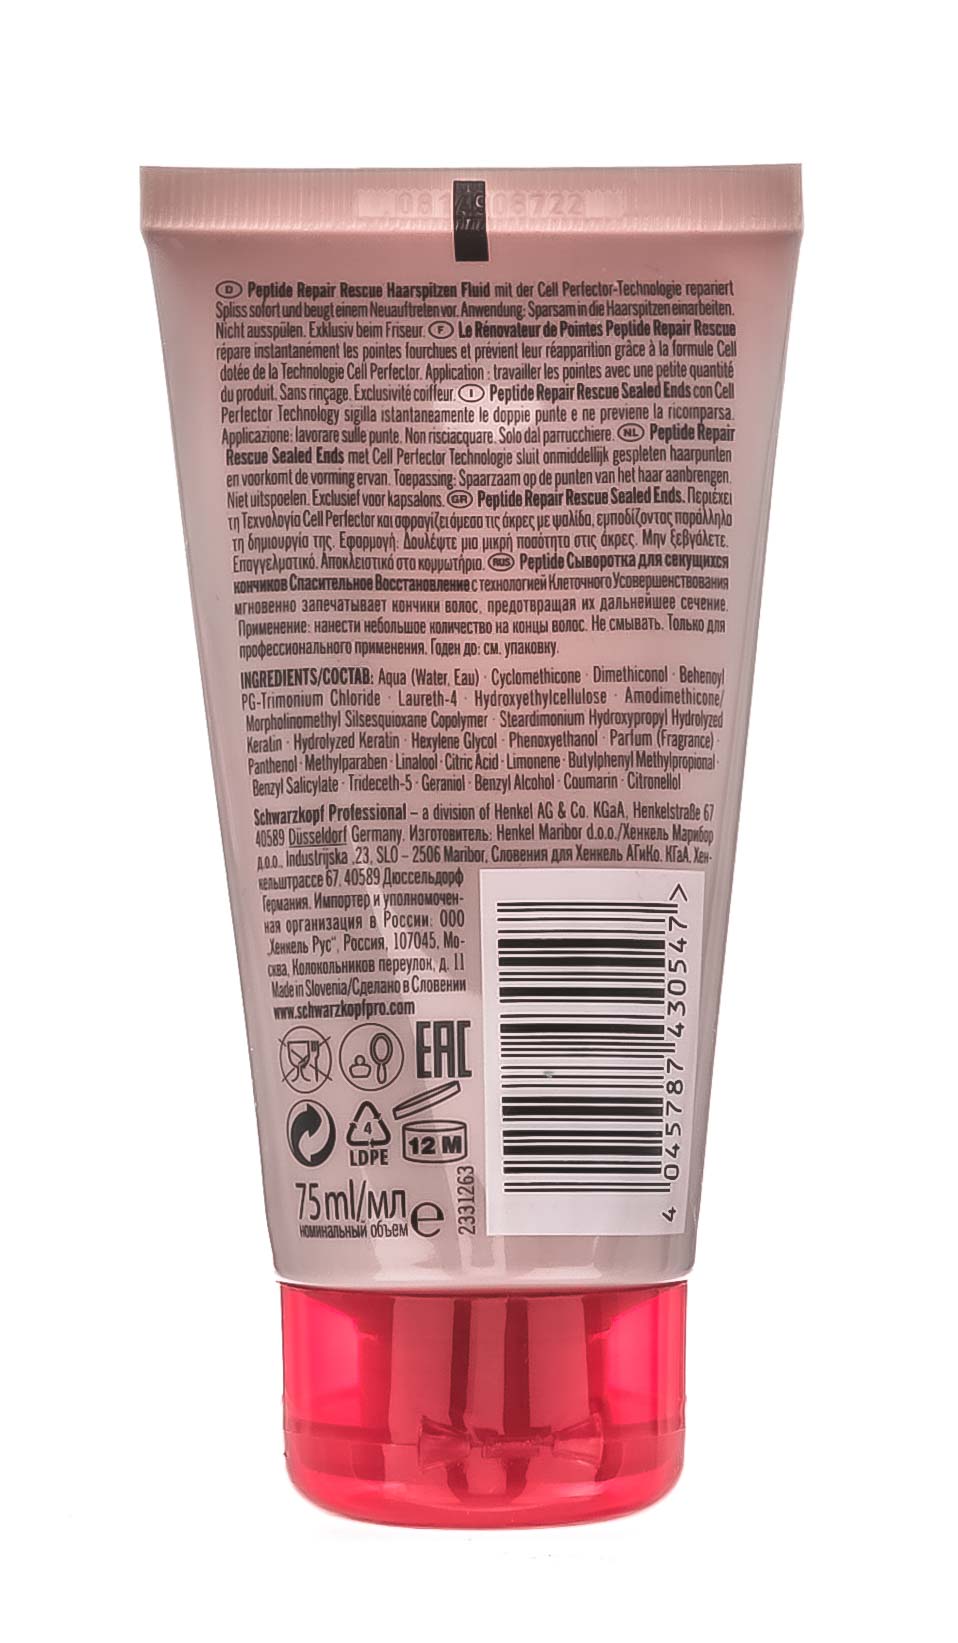 Ⓓ Peptide Repair Rescue Haarspitzen Fluid mit der Cell Perfector-Technologie repariert
Spliss sofort und beugt einem Neuauftreten vor. Anwendung: Sparsam in die Haarspitzen einarbeiten.
Nicht ausspülen. Exklusiv beim Friseur. Ⓕ Le Rénovateur de Pointes Peptide Repair Rescue
répare instantanément les pointes fourchues et prévient leur réapparition grâce à la formule Cell
dotée de la Technologie Cell Perfector. Application : travailler les pointes avec une petite quantité
du produit. Sans rinçage. Exclusivité coiffeur. Ⓘ Peptide Repair Rescue Sealed Ends con Cell
Perfector Technology sigilla istantaneamente le doppie punte e ne previene la ricomparsa.
Applicazione: lavorare sulle punte. Non risciacquare. Solo dal parrucchiere. NL Peptide Repair
Rescue Sealed Ends met Cell Perfector Technologie sluit onmiddellijk gespleten haarpunten
en voorkomt de vorming ervan. Toepassing: Spaarzaam op de punten van het haar aanbrengen.
Niet uitspoelen. Exclusief voor kapsalons. GR Peptide Repair Rescue Sealed Ends. Περιέχει
τη Τεχνολογία Cell Perfector και σφραγίζει άμεσα τις άκρες με ψαλίδα, εμποδίζοντας παράλληλα
τη δημιουργία της. Εφαρμογή: Δουλέψτε μια μικρή ποσότητα στις άκρες. Μην ξεβγάλετε.
Επαγγελματικό. Αποκλειστικά στα κομμωτήρια. RUS Peptide Сыворотка для секущихся
кончиков Спасительное Восстановление с технологией Клеточного Усовершенствования
мгновенно запечатывает кончики волос, предотвращая их дальнейшее сечение.
Применение: нанести небольшое количество на концы волос. Не смывать. Только для
профессионального применения. Годен до: см. упаковку.
INGREDIENTS/СОСТАВ: Aqua (Water, Eau) · Cyclomethicone · Dimethiconol · Behenoyl
PG-Trimonium Chloride · Laureth-4 · Hydroxyethylcellulose · Amodimethicone/
Morpholinomethyl Silsesquioxane Copolymer · Steardimonium Hydroxypropyl Hydrolyzed
Keratin · Hydrolyzed Keratin · Hexylene Glycol · Phenoxyethanol · Parfum (Fragrance) ·
Panthenol · Methylparaben · Linalool · Citric Acid · Limonene · Butylphenyl Methylpropional ·
Benzyl Salicylate · Trideceth-5 · Geraniol · Benzyl Alcohol · Coumarin · Citronellol
Schwarzkopf Professional – a division of Henkel AG & Co. KGaA, Henkelstraße 67
40589 Düsseldorf Germany. Изготовитель: Henkel Maribor d.o.o./Хенкель Марибор
д.о.о., Industrijska ,23, SLO – 2506 Maribor, Словения для Хенкель АГиКо. КГаА, Хен-
кельштрассе 67, 40589 Дюссельдорф
Германия. Импортер и уполномочен-
ная организация в России: ООО
„Хенкель Рус“, Россия, 107045, Мо-
сква, Колокольников переулок, д. 11
Made in Slovenia/Сделано в Словении
www.schwarzkopfpro.com
EAC
4
LDPE
12 M
75 ml/мл e
номинальный объем
2331263
4 045787 430547 >